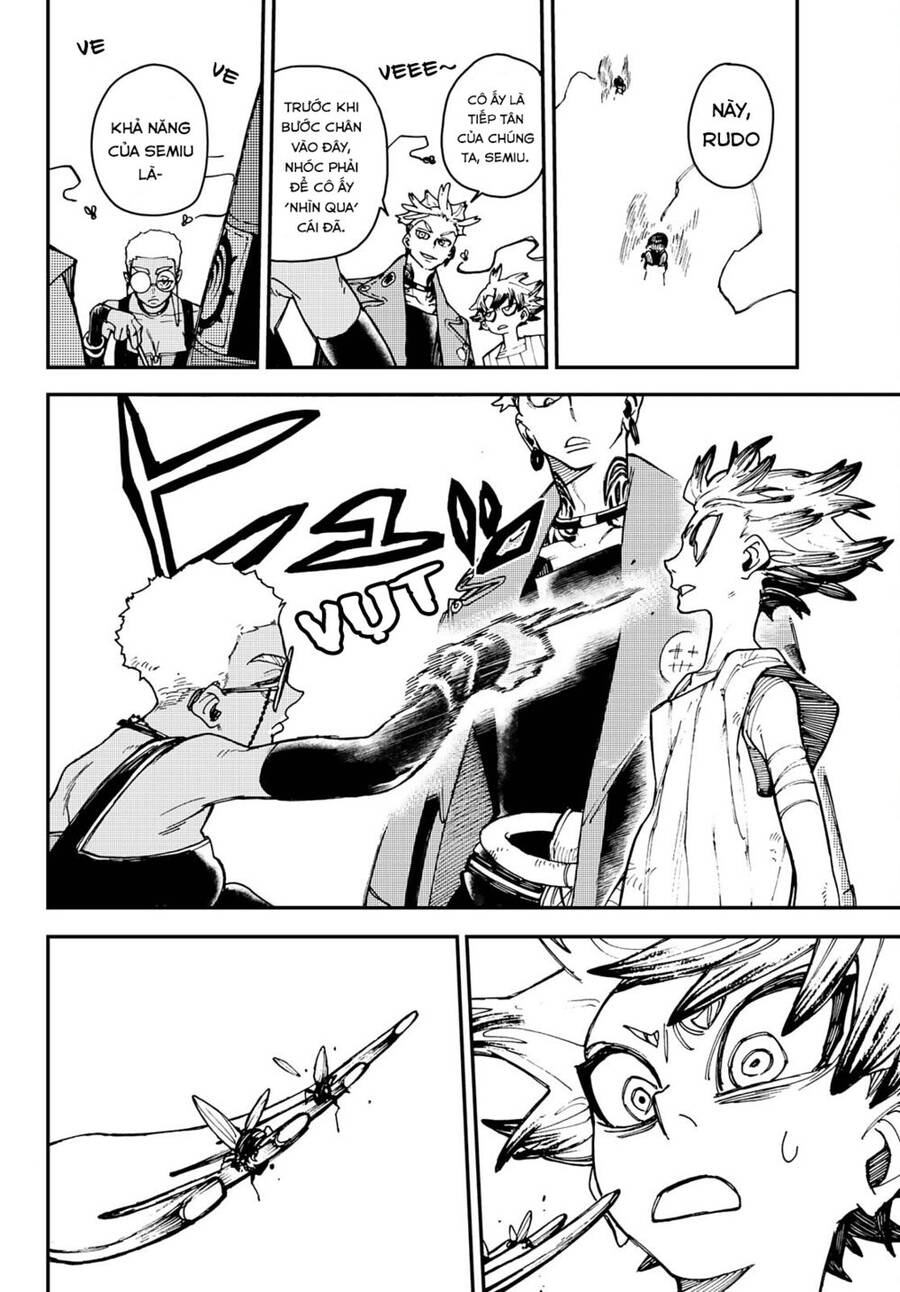 NÀY,
RUDO
CÔ ẤY LÀ
TIẾP TÂN
CỦA CHÚNG
TA, SEMIU.
VEEE~
TRƯỚC KHI
BƯỚC CHÂN
VÀO ĐÂY,
NHÓC PHẢI
ĐỂ CÔ ẤY
'NHÌN QUA'
CÁI ĐÃ.
VE
VE
KHẢ NĂNG
CỦA SEMIU
LÀ-
VỤT